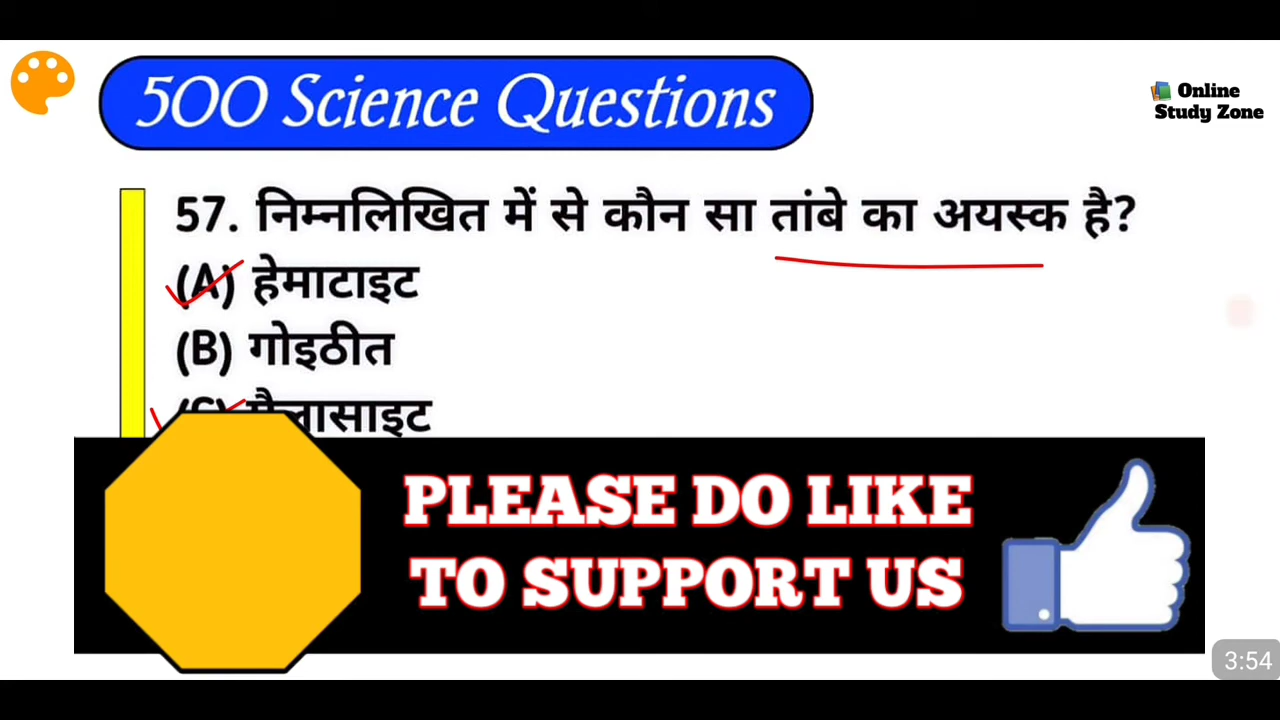 500 Science Questions
Online
Study Zone
57. निम्नलिखित में से कौन सा तांबे का अयस्क है?
(A) हेमाटाइट
(B) गोइठीत
(C) मैलासाइट
PLEASE DO LIKE
TO SUPPORT US
3:54